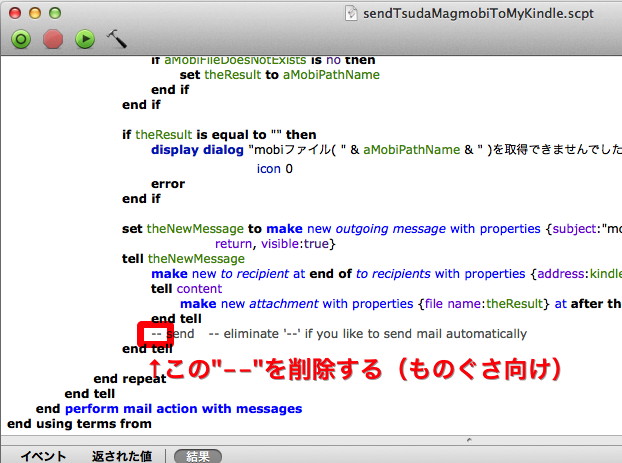 sendTsudaMagmobiToMyKindle.scpt
if aMobiFileDoesNotExists is no then
set theResult to aMobiPathName
end if
end if
if theResult is equal to "" then
display dialog "mobiファイル( " & aMobiPathName & " )を取得できませんでした
icon 0
error
end if
set theNewMessage to make new outgoing message with properties {subject:"mo
return, visible:true}
tell theNewMessage
make new to recipient at end of to recipients with properties {address:kindle
tell content
make new attachment with properties {file name:theResult} at after th
end tell
-- send -- eliminate '--' if you like to send mail automatically
end tell
↑この"--"を削除する（ものぐさ向け）
end repeat
end tell
end perform mail action with messages
end using terms from
イベント 返された値 結果